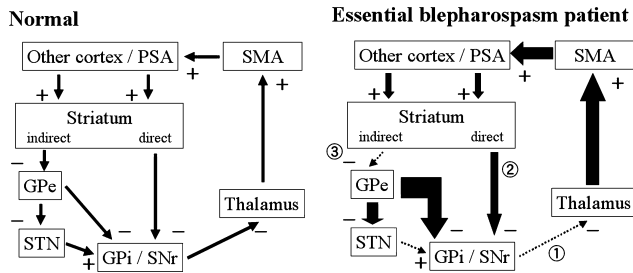 Normal
Other cortex / PSA
SMA
+
+
+
+
Striatum
indirect
direct
−
GPe
−
−
−
STN
+
GPi / SNr
Thalamus
−
Essential blepharospasm patient
Other cortex / PSA
SMA
+
+
+
+
Striatum
indirect
direct
③
−
②
GPe
−
−
−
STN
+
GPi / SNr
①
Thalamus
−